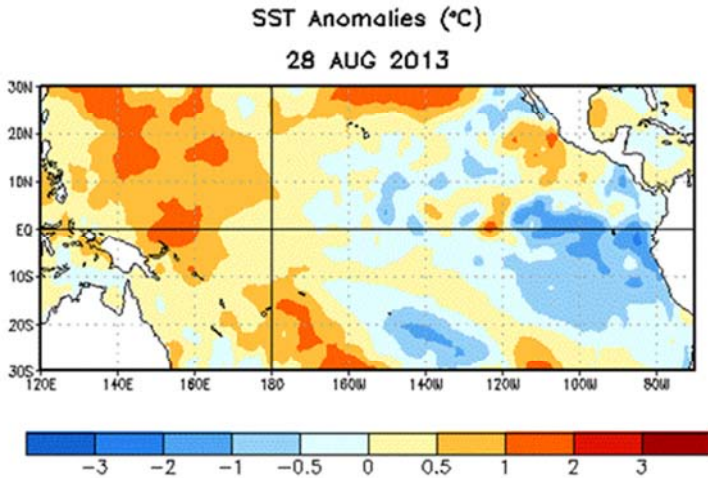 SST Anomalies (°C)
28 AUG 2013
30N
20N
10N
EQ
10S
20S
30S
120E 140E 160E 180 160W 140W 120W 100W 80W
-3 -2 -1 -0.5 0 0.5 1 2 3